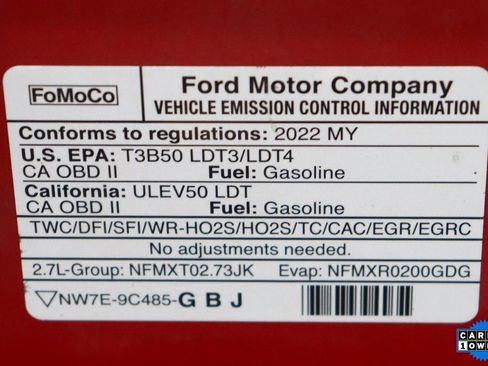 FoMoCo
Ford Motor Company
VEHICLE EMISSION CONTROL INFORMATION
Conforms to regulations: 2022 MY
U.S. EPA: T3B50 LDT3/LDT4
CA OBD II Fuel: Gasoline
California: ULEV50 LDT
CA OBD II Fuel: Gasoline
TWC/DFI/SFI/WR-HO2S/HO2S/TC/CAC/EGR/EGRC
No adjustments needed.
2.7L-Group: NFMXT02.73JK Evap: NFMXR0200GDG
NW7E-9C485-GBJ